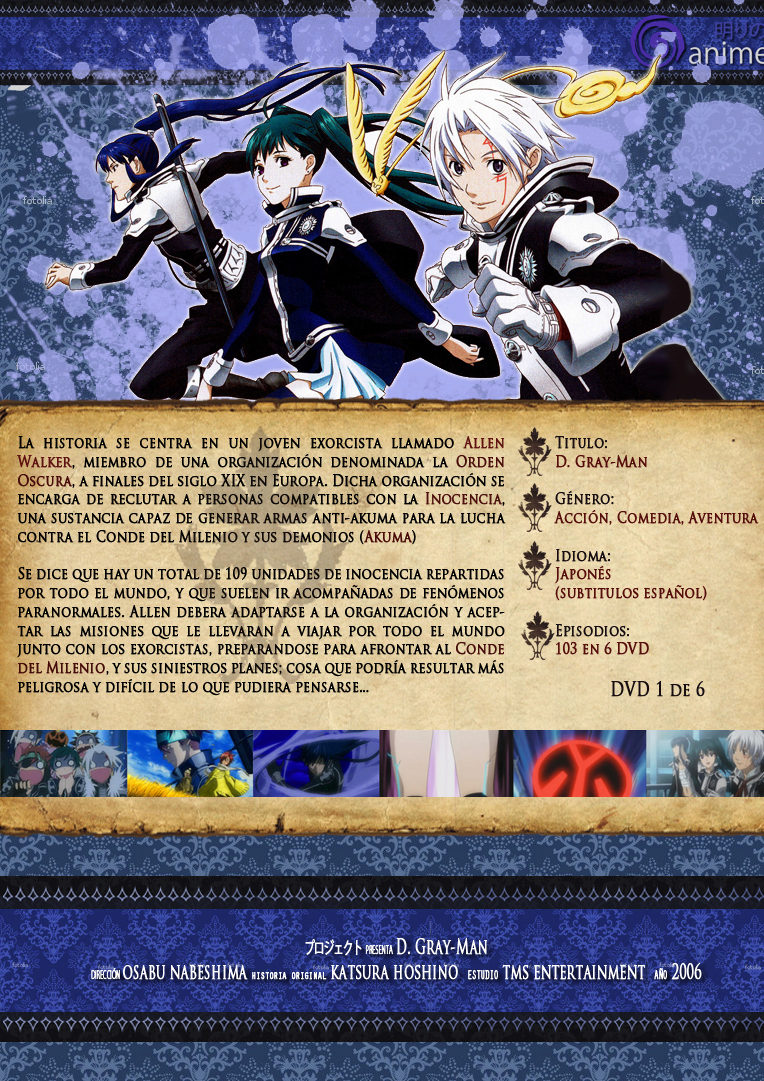 anime
fotolia
fotolia
La historia se centra en un joven exorcista llamado Allen
Walker, miembro de una organización denominada la Orden
Oscura, a finales del siglo XIX en Europa. Dicha organización se
encarga de reclutar a personas compatibles con la Inocencia,
una sustancia capaz de generar armas anti-akuma para la lucha
contra el Conde del Milenio y sus demonios (Akuma)
Se dice que hay un total de 109 unidades de inocencia repartidas
por todo el mundo, y que suelen ir acompañadas de fenómenos
paranormales. Allen debera adaptarse a la organización y acep-
tar las misiones que le llevaran a viajar por todo el mundo
junto con los exorcistas, preparandose para afrontar al Conde
del Milenio, y sus siniestros planes; cosa que podría resultar más
peligrosa y difícil de lo que pudiera pensarse...
Titulo:
D. Gray-Man
Género:
Acción, Comedia, Aventura
Idioma:
Japonés
(subtitulos español)
Episodios:
103 en 6 DVD
DVD 1 de 6
プロジェクト PRESENTA D. Gray-Man
DIRECCIÓN OSABU NABESHIMA HISTORIA ORIGINAL KATSURA HOSHINO ESTUDIO TMS ENTERTAINMENT AÑO 2006